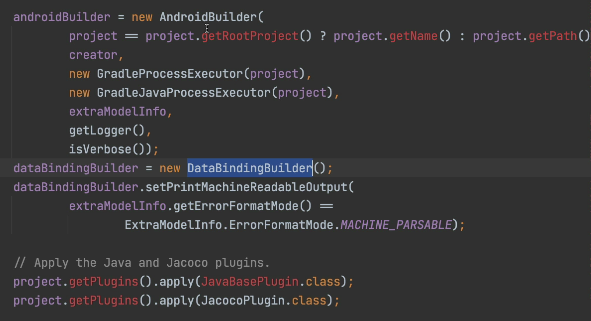 androidBuilder = new AndroidBuilder(
project == project.getRootProject() ? project.getName() : project.getPath()
creator,
new GradleProcessExecutor(project),
new GradleJavaProcessExecutor(project),
extraModelInfo,
getLogger(),
isVerbose());
dataBindingBuilder = new DataBindingBuilder();
dataBindingBuilder.setPrintMachineReadableOutput(
extraModelInfo.getErrorFormatMode() ==
ExtraModelInfo.ErrorFormatMode.MACHINE_PARSABLE);
// Apply the Java and Jacoco plugins.
project.getPlugins().apply(JavaBasePlugin.class);
project.getPlugins().apply(JacocoPlugin.class);